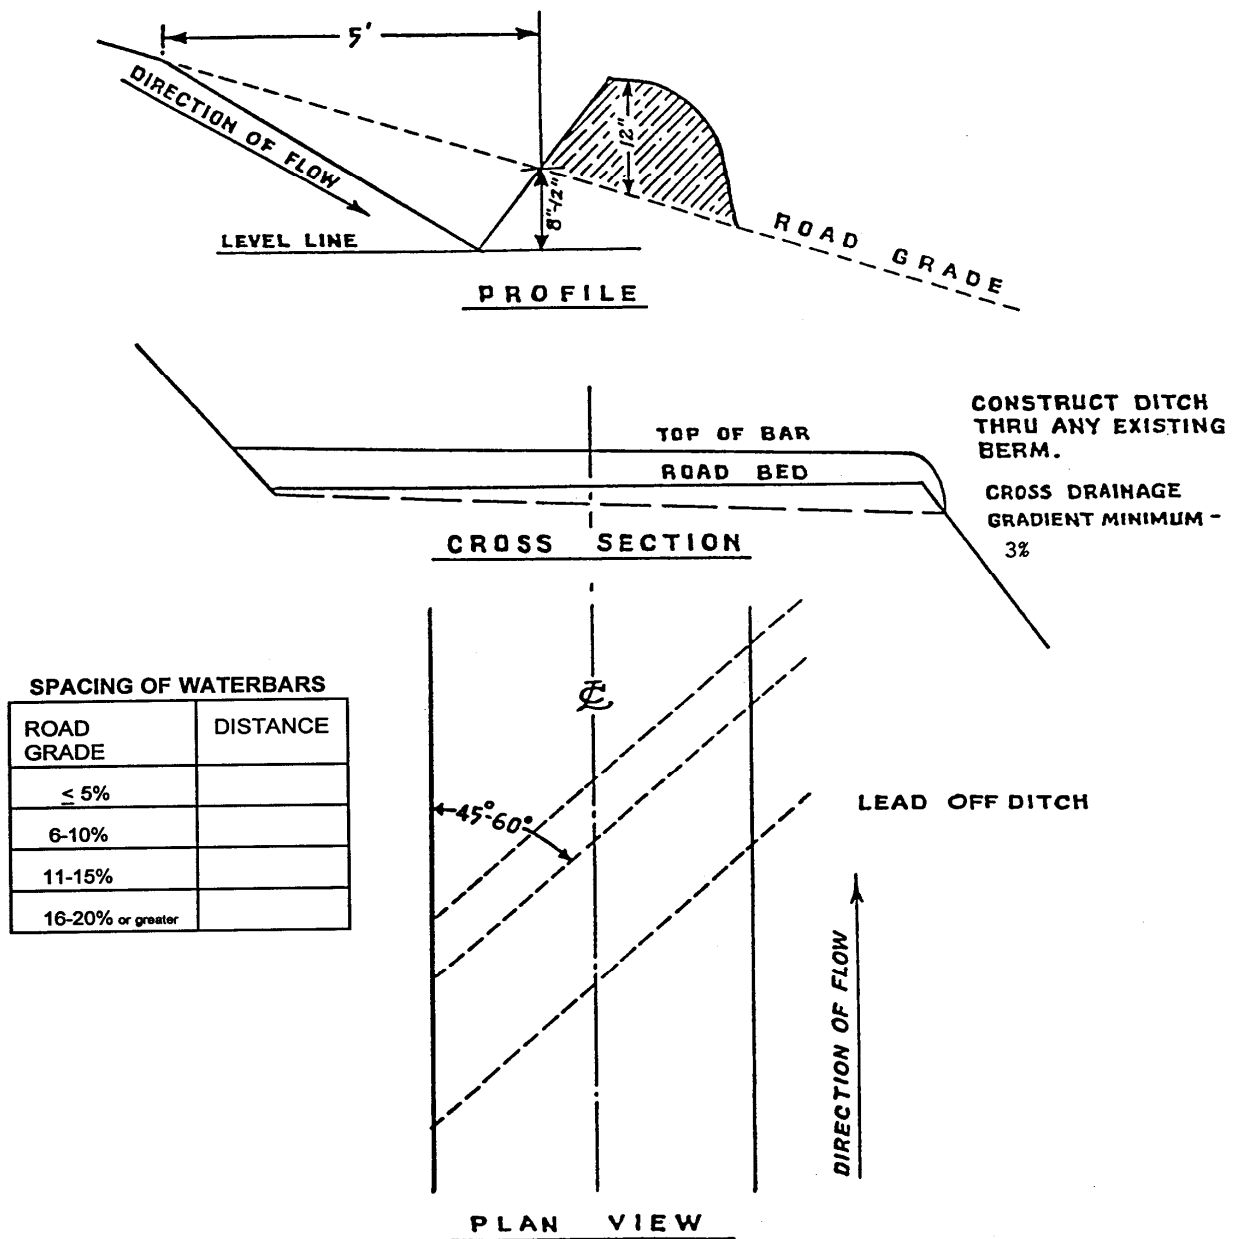 5'
DIRECTION OF FLOW
12"
8"-12"
LEVEL LINE
ROAD GRADE
PROFILE
CONSTRUCT DITCH
THRU ANY EXISTING
BERM.
TOP OF BAR
ROAD BED
CROSS DRAINAGE
GRADIENT MINIMUM -
3%
CROSS SECTION
SPACING OF WATERBARS
ROAD GRADE DISTANCE
≤ 5%
6-10%
11-15%
16-20% or greater
℄
45°-60°
LEAD OFF DITCH
DIRECTION OF FLOW
PLAN VIEW